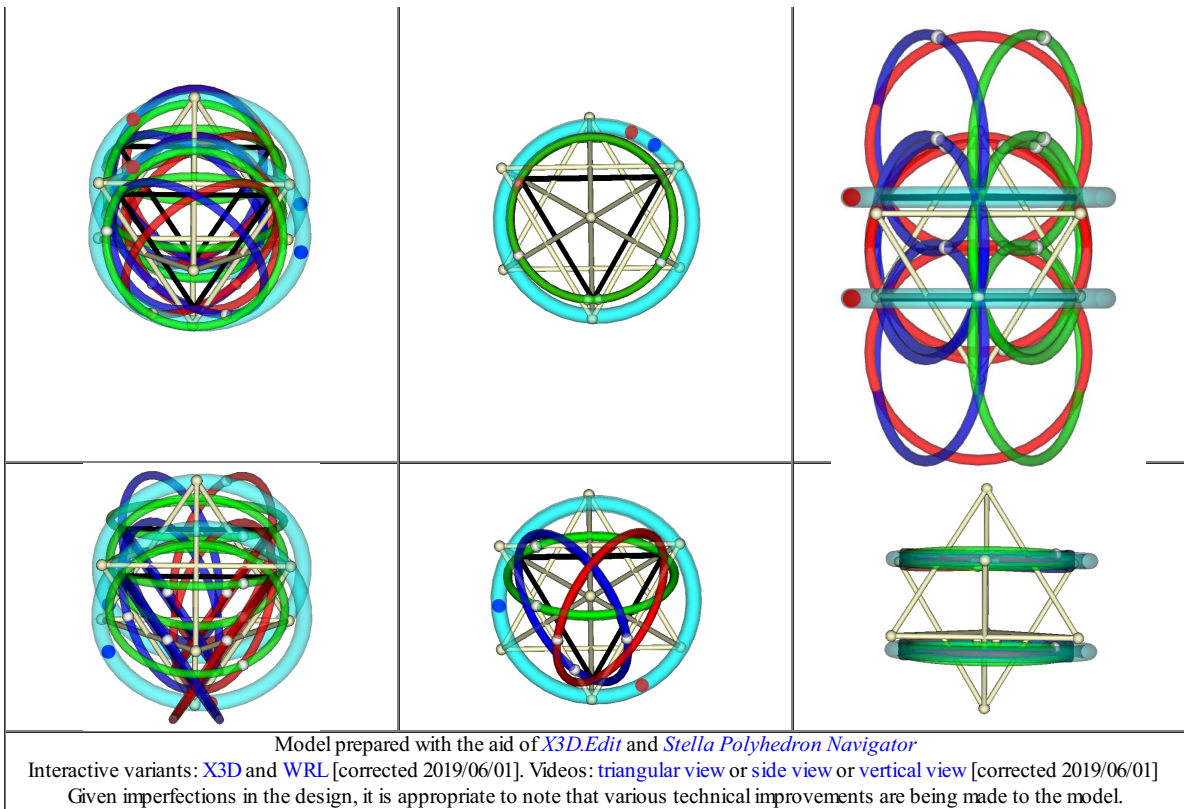 Model prepared with the aid of X3D.Edit and Stella Polyhedron Navigator
Interactive variants: X3D and WRL [corrected 2019/06/01]. Videos: triangular view or side view or vertical view [corrected 2019/06/01]
Given imperfections in the design, it is appropriate to note that various technical improvements are being made to the model.